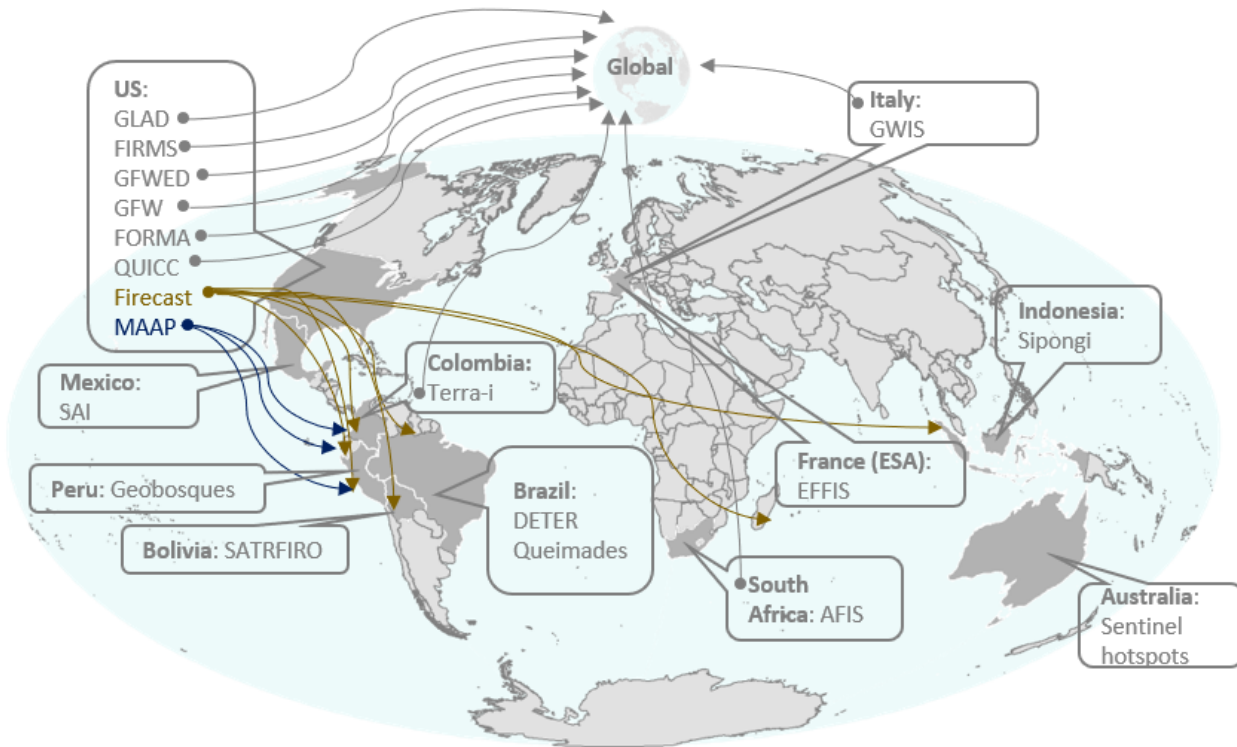 Global
US:
GLAD
FIRMS
GFWED
GFW
FORMA
QUICC
Firecast
MAAP
Italy:
GWIS
Indonesia:
Sipongi
Mexico:
SAI
Colombia:
Terra-i
Peru: Geobosques
Bolivia: SATRFIRO
Brazil:
DETER
Queimades
France (ESA):
EFFIS
South
Africa: AFIS
Australia:
Sentinel
hotspots